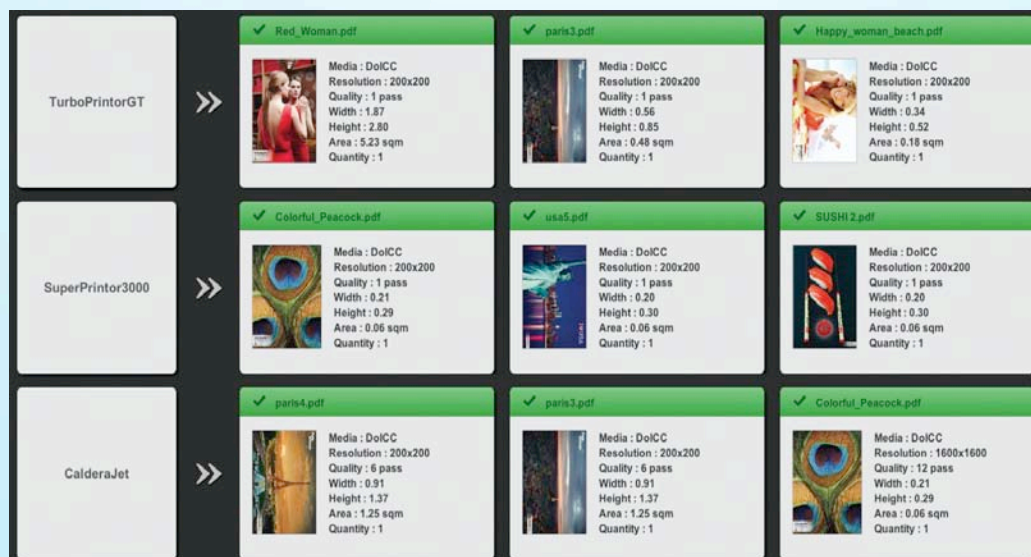 TurboPrintorGT
Red_Woman.pdf
Media : DoICC
Resolution : 200x200
Quality : 1 pass
Width : 1.87
Height : 2.80
Area : 5.23 sqm
Quantity : 1
paris3.pdf
Media : DoICC
Resolution : 200x200
Quality : 1 pass
Width : 0.56
Height : 0.85
Area : 0.48 sqm
Quantity : 1
Happy_woman_beach.pdf
Media : DoICC
Resolution : 200x200
Quality : 1 pass
Width : 0.34
Height : 0.52
Area : 0.18 sqm
Quantity : 1
SuperPrintor3000
Colorful_Peacock.pdf
Media : DoICC
Resolution : 200x200
Quality : 1 pass
Width : 0.21
Height : 0.29
Area : 0.06 sqm
Quantity : 1
usa5.pdf
Media : DoICC
Resolution : 200x200
Quality : 1 pass
Width : 0.20
Height : 0.30
Area : 0.06 sqm
Quantity : 1
SUSHI 2.pdf
Media : DoICC
Resolution : 200x200
Quality : 1 pass
Width : 0.20
Height : 0.30
Area : 0.06 sqm
Quantity : 1
CalderaJet
paris4.pdf
Media : DoICC
Resolution : 200x200
Quality : 6 pass
Width : 0.91
Height : 1.37
Area : 1.25 sqm
Quantity : 1
paris3.pdf
Media : DoICC
Resolution : 200x200
Quality : 6 pass
Width : 0.91
Height : 1.37
Area : 1.25 sqm
Quantity : 1
Colorful_Peacock.pdf
Media : DoICC
Resolution : 1600x1600
Quality : 12 pass
Width : 0.21
Height : 0.29
Area : 0.06 sqm
Quantity : 1